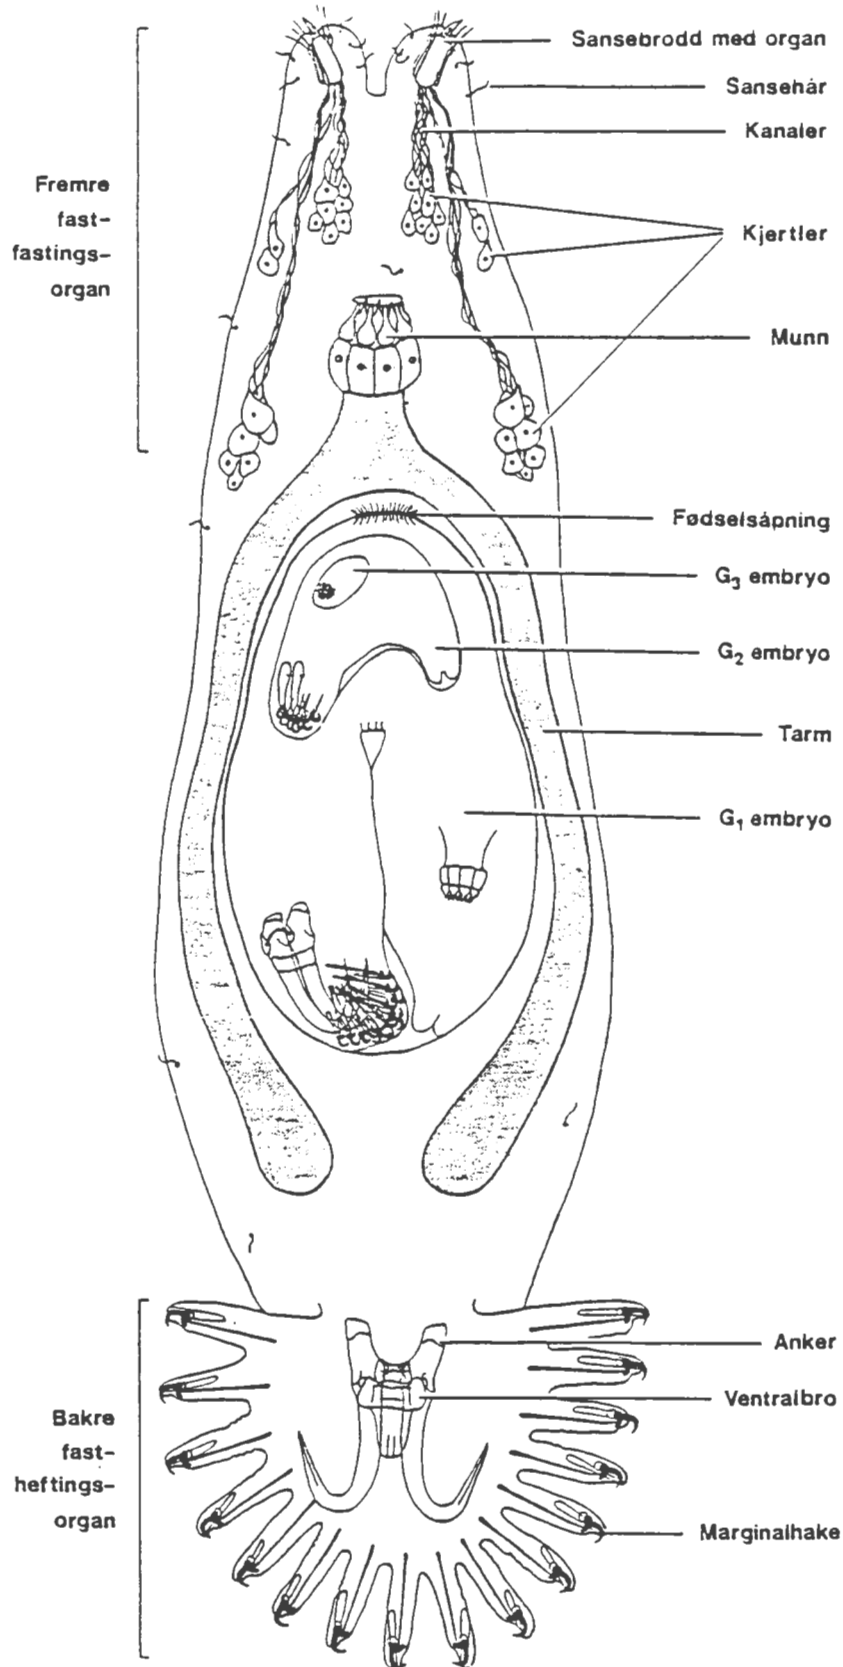 Sansebrodd med organ
Sansehår
Kanaler
Fremre
fast-
fastings-
organ
Kjertler
Munn
Fødselsåpning
G₃ embryo
G₂ embryo
Tarm
G₁ embryo
Anker
Ventralbro
Bakre
fast-
heftings-
organ
Marginalhake